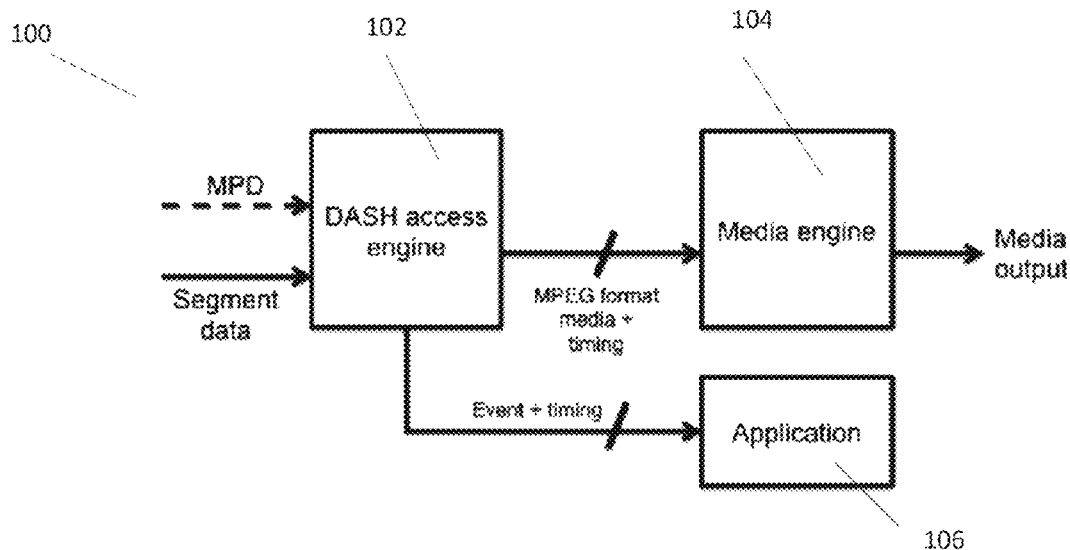 100
102
104
MPD
DASH access
engine
Segment
data
MPEG format
media +
timing
Media engine
Media
output
Event + timing
Application
106